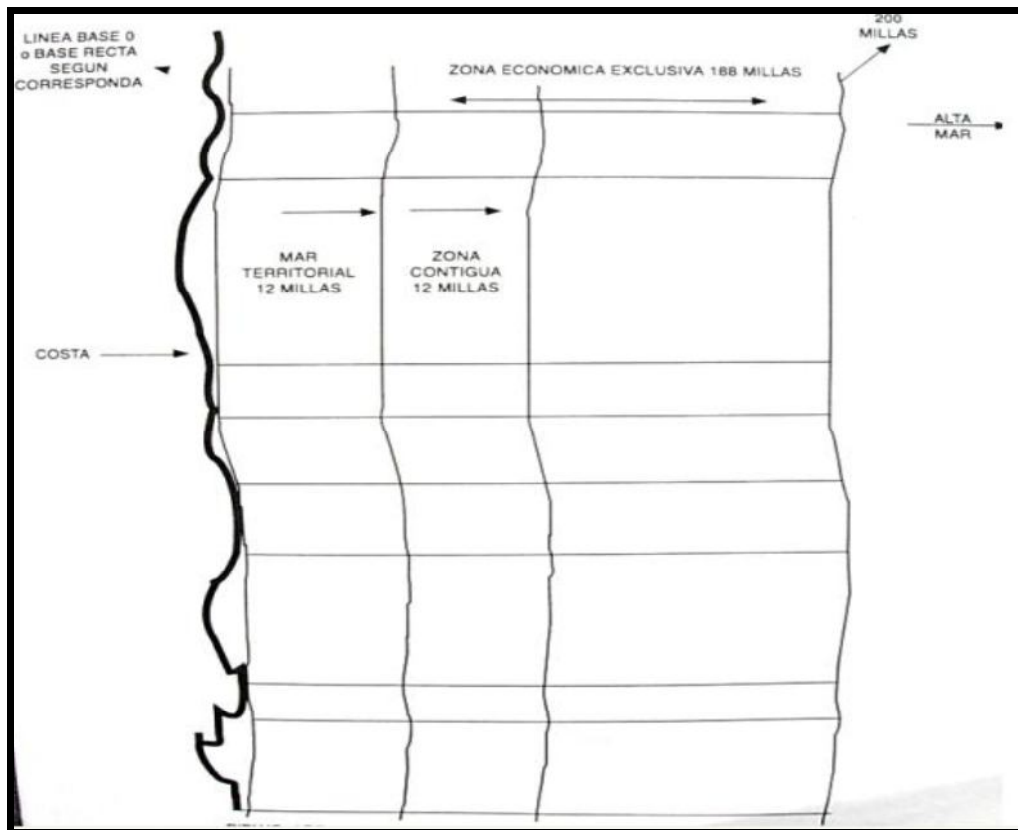 LINEA BASE 0
o BASE RECTA
SEGUN
CORRESPONDA
200
MILLAS
ZONA ECONOMICA EXCLUSIVA 188 MILLAS
ALTA
MAR
MAR
TERRITORIAL
12 MILLAS
ZONA
CONTIGUA
12 MILLAS
COSTA